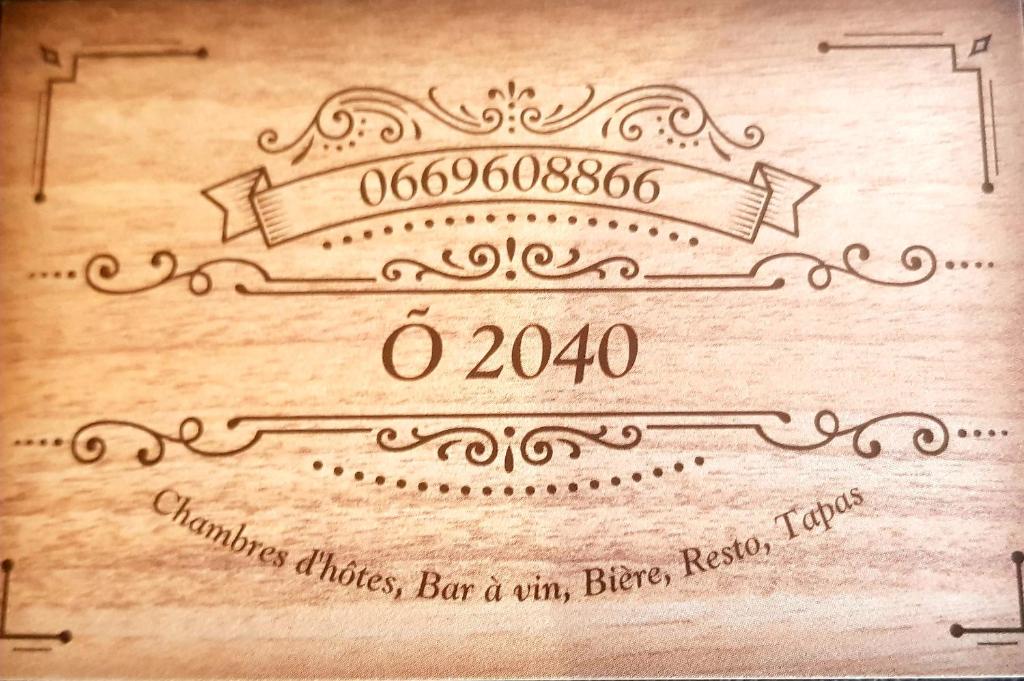 0669608866
Õ 2040
Chambres d'hôtes, Bar à vin, Bière, Resto, Tapas